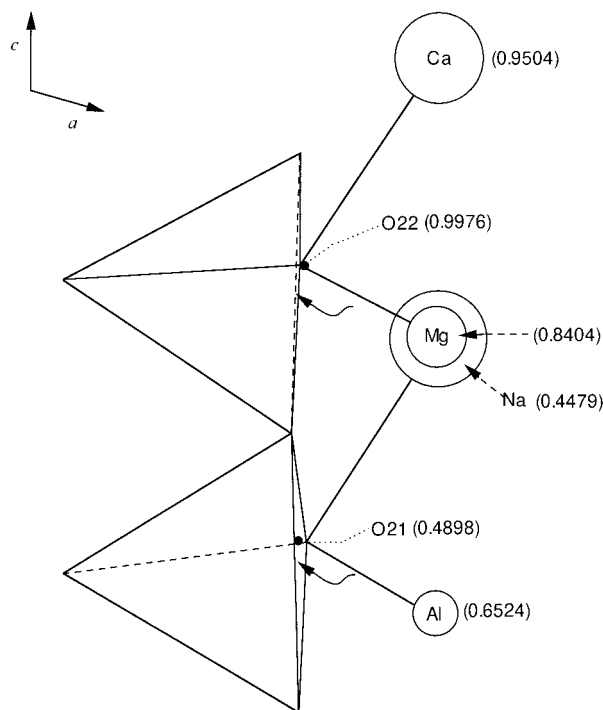 c
a
Ca (0.9504)
O22 (0.9976)
Mg (0.8404)
Na (0.4479)
O21 (0.4898)
Al (0.6524)